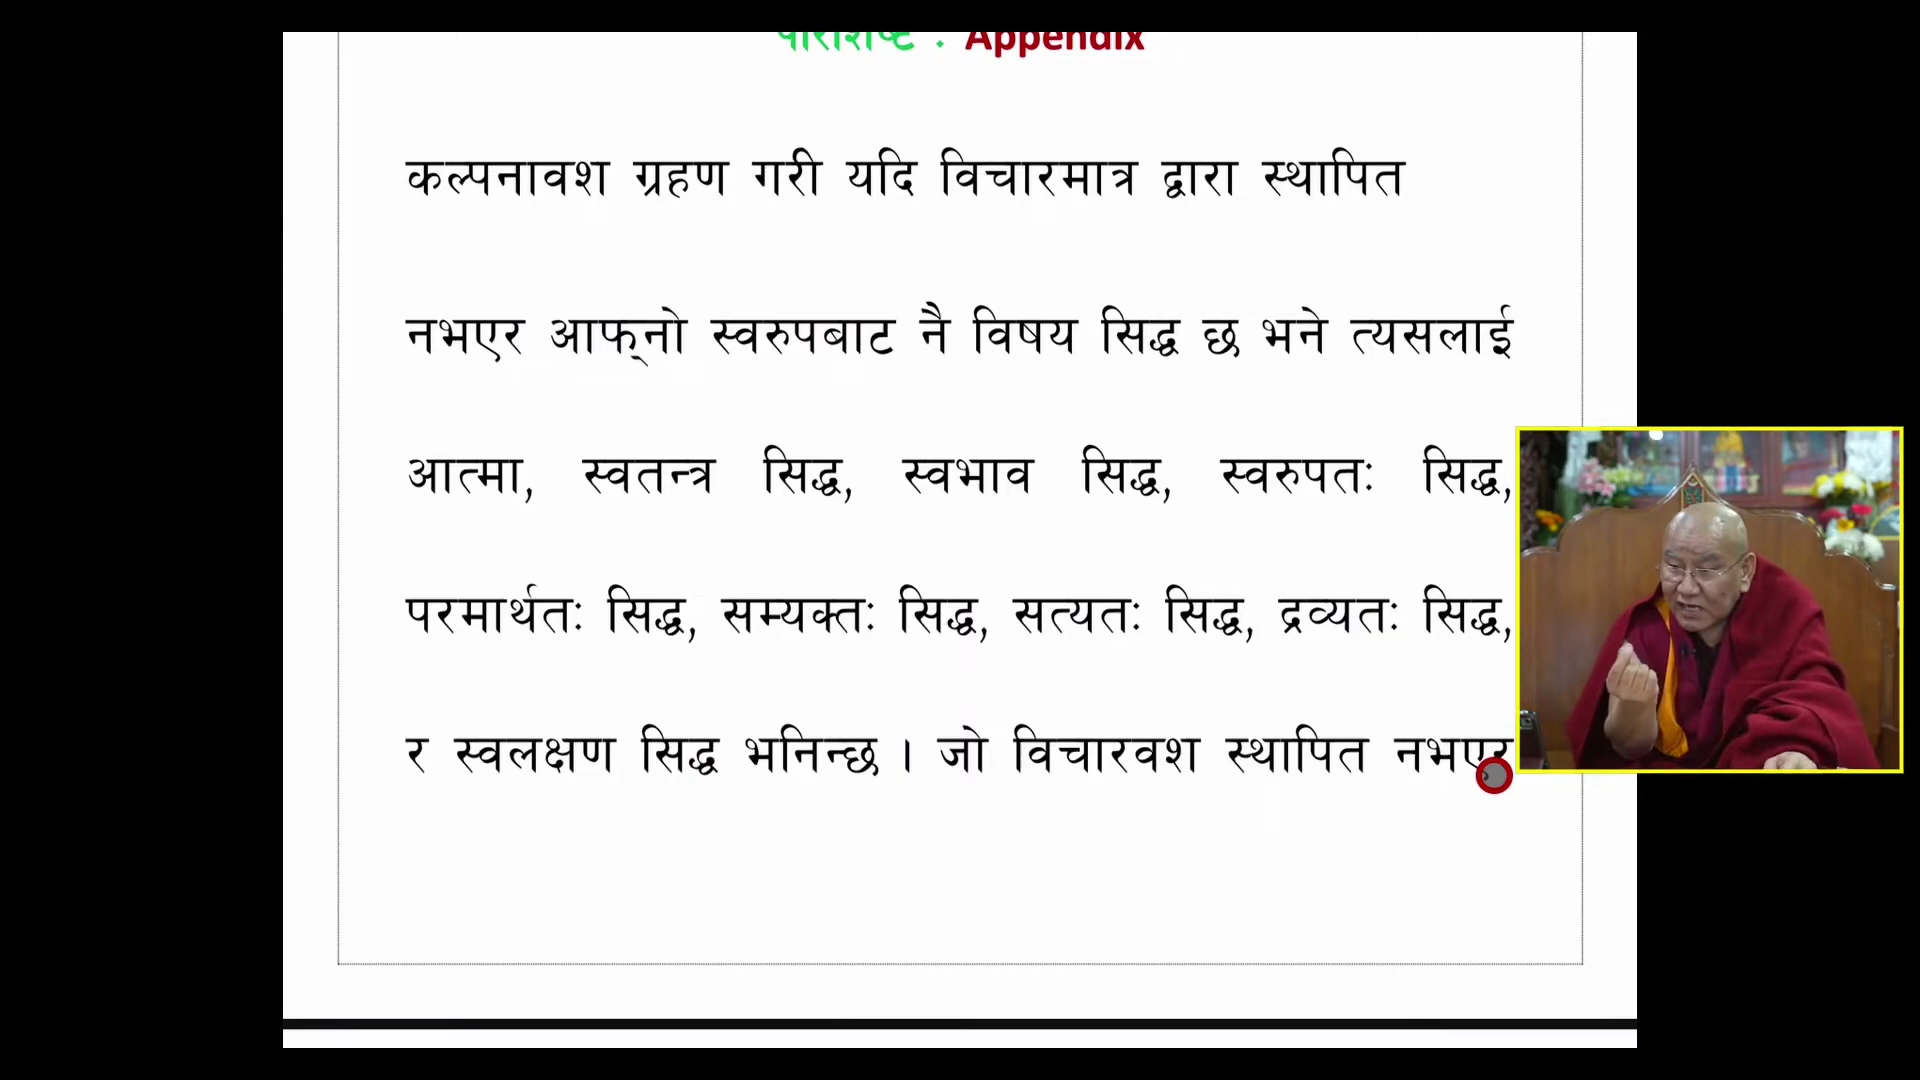 परिशिष्ट : Appendix
कल्पनावश ग्रहण गरी यदि विचारमात्र द्वारा स्थापित
नभएर आफ्‌नो स्वरुपबाट नै विषय सिद्ध छ भने त्यसलाई
आत्मा, स्वतन्त्र सिद्ध, स्वभाव सिद्ध, स्वरुपतः सिद्ध,
परमार्थतः सिद्ध, सम्यक्तः सिद्ध, सत्यतः सिद्ध, द्रव्यतः सिद्ध,
र स्वलक्षण सिद्ध भनिन्छ । जो विचारवश स्थापित नभएर